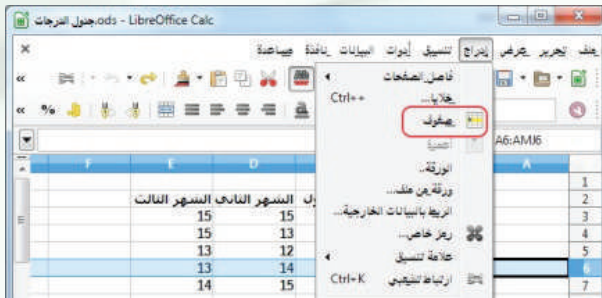 جدول الدرجات.ods - LibreOffice Calc
ملف تحرير عرض إدراج تنسيق أدوات البيانات نافذة مساعدة
فاصل الصفحات
خلايا... Ctrl++
صفوف
أعمدة
الورقة..
ورقة من ملف...
الربط بالبيانات الخارجية...
رمز خاص...
علامة تنسيق
ارتباط تشعبي Ctrl+K
A6:AMJ6
A D E F
1
2 الشهر الثاني الشهر الثالث
3 15 15
4 13 15
5 12 13
6 14 13
7 15 14